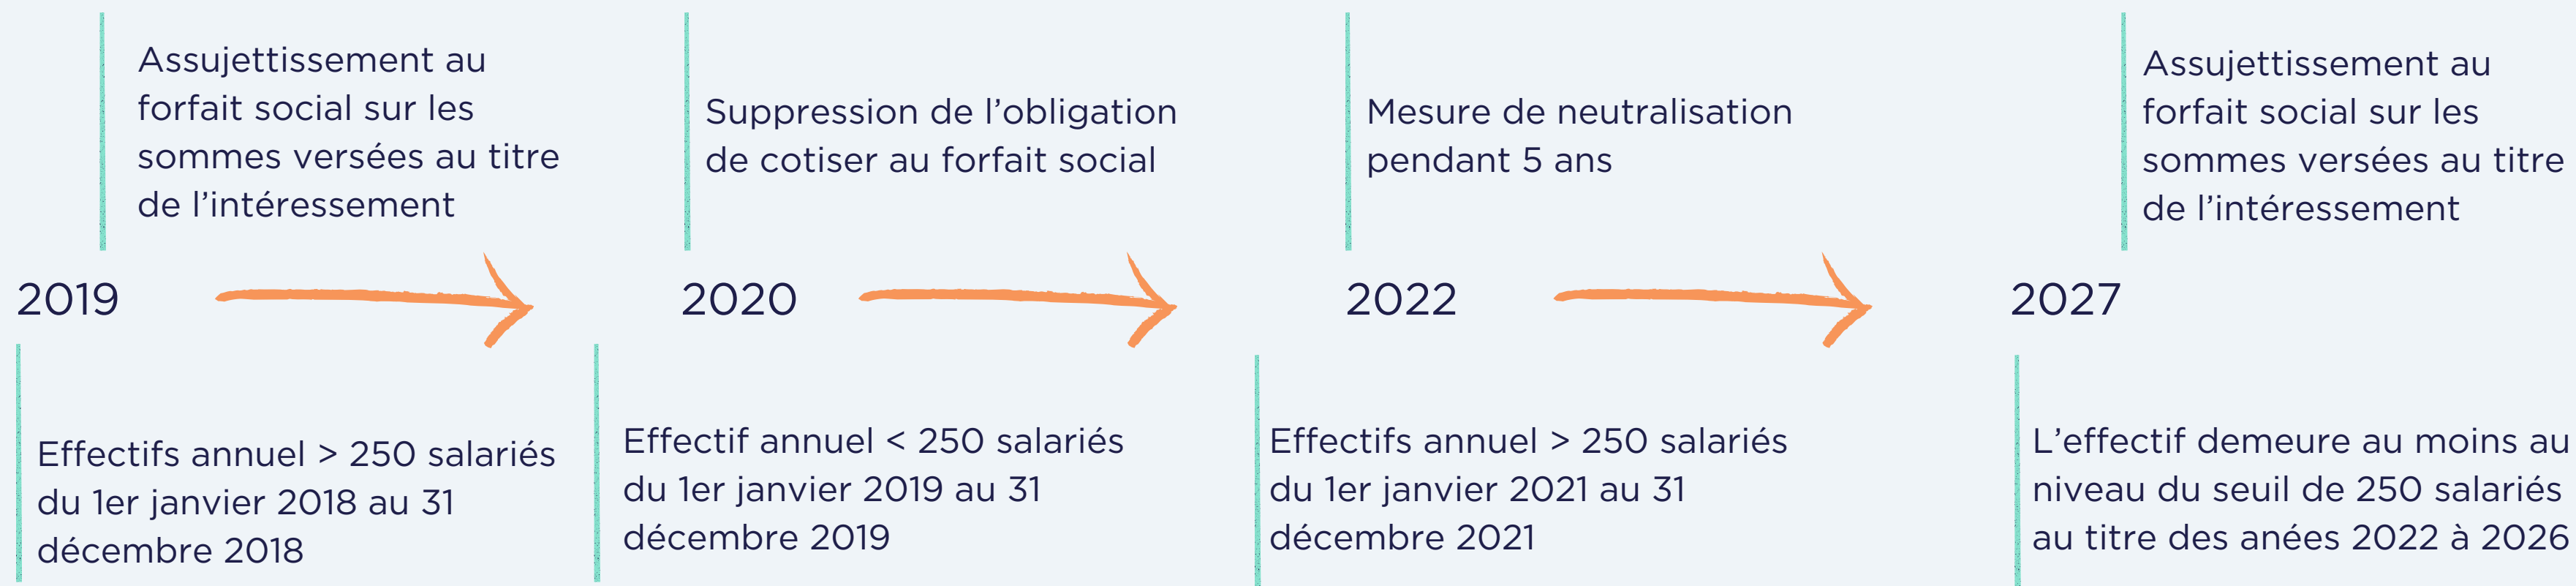 Assujettissement au
forfait social sur les
sommes versées au titre
de l'intéressement
Suppression de l'obligation
de cotiser au forfait social
Mesure de neutralisation
pendant 5 ans
Assujettissement au
forfait social sur les
sommes versées au titre
de l'intéressement
2019
2020
2022
2027
Effectifs annuel > 250 salariés
du 1er janvier 2018 au 31
décembre 2018
Effectif annuel < 250 salariés
du 1er janvier 2019 au 31
décembre 2019
Effectifs annuel > 250 salariés
du 1er janvier 2021 au 31
décembre 2021
L'effectif demeure au moins au
niveau du seuil de 250 salariés
au titre des anées 2022 à 2026